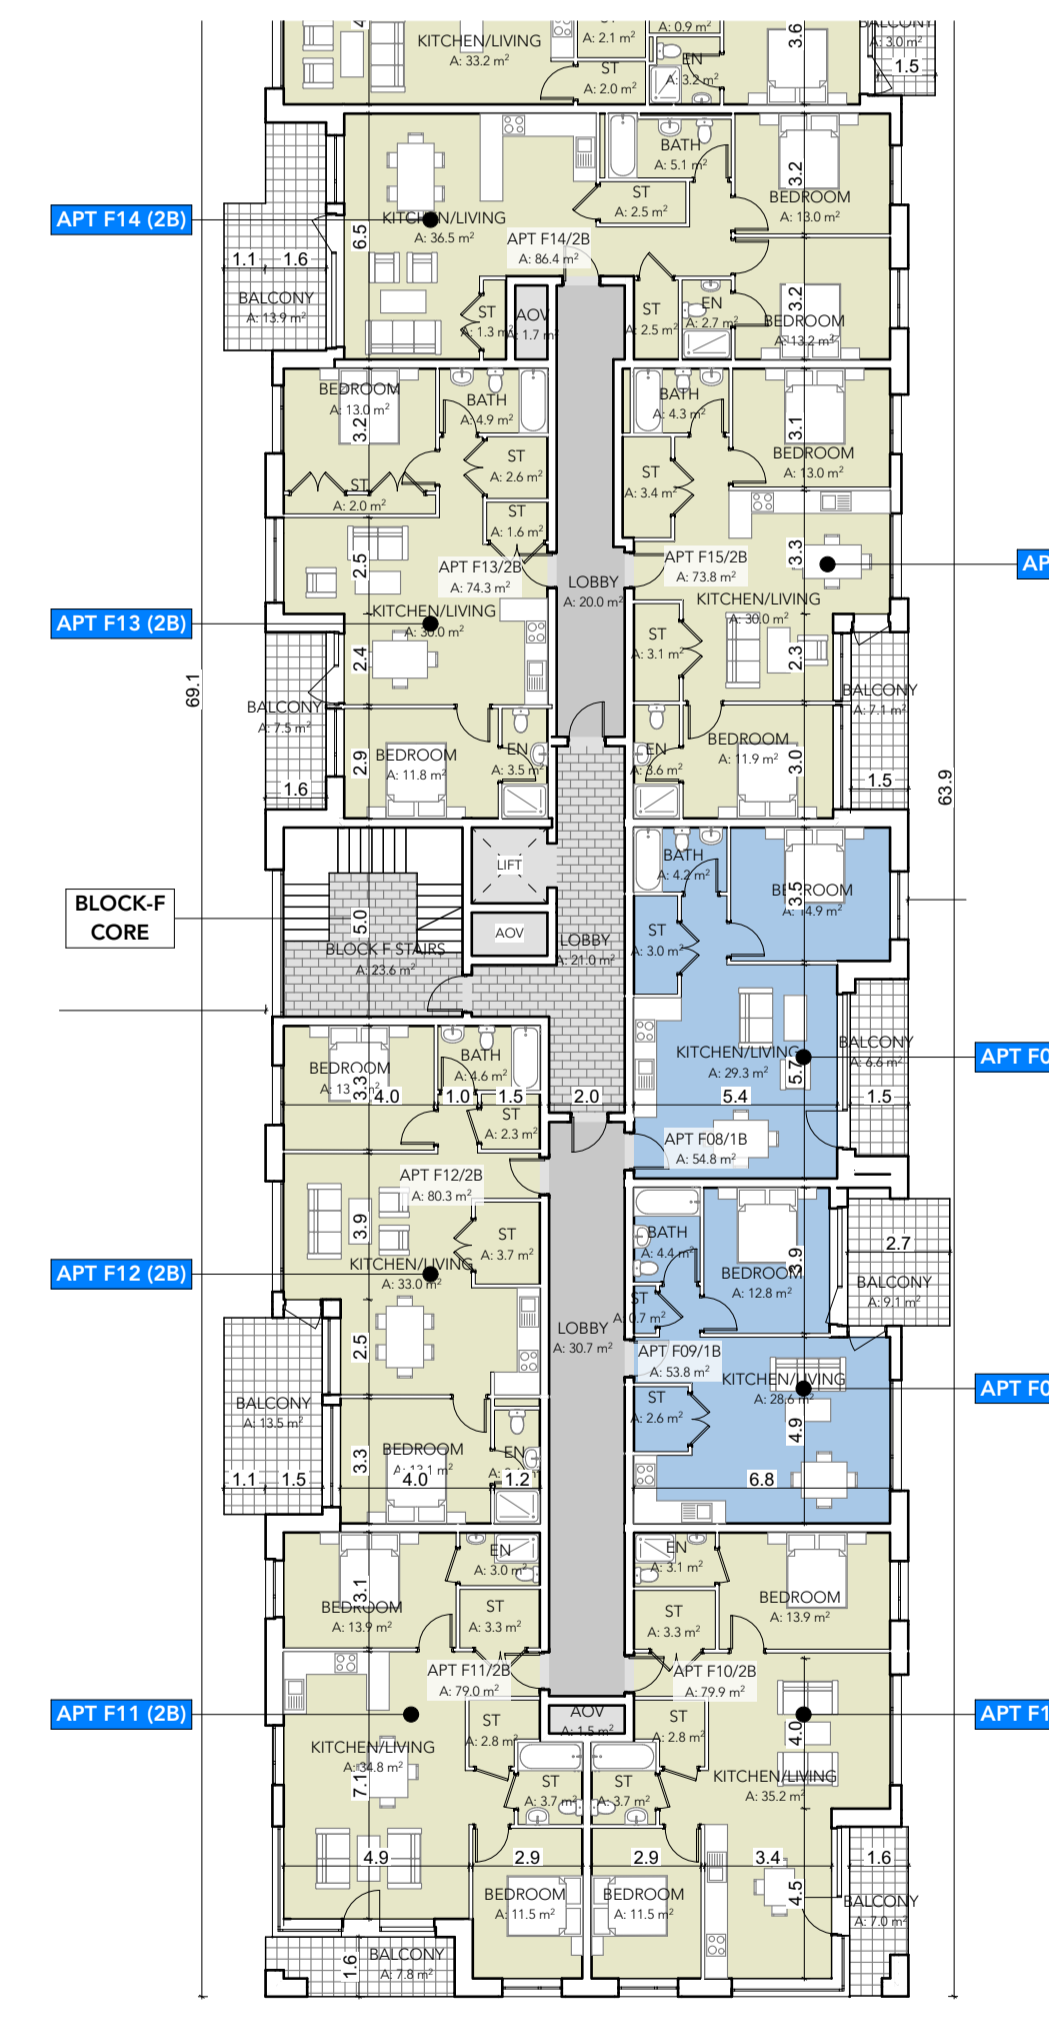 KITCHEN/LIVING
A: 33.2 m²
A: 2.1 m²
ST
A: 2.0 m²
A: 0.9 m²
EN
A: 3.2 m²
3.6
BALCONY
A: 3.0 m²
1.5
APT F14 (2B)
KITCHEN/LIVING
A: 36.5 m²
6.5
1.1
1.6
BALCONY
A: 13.9 m²
BATH
A: 5.1 m²
ST
A: 2.5 m²
3.2
BEDROOM
A: 13.0 m²
APT F14/2B
A: 86.4 m²
ST
A: 1.3 m²
AOV
A: 1.7 m²
ST
A: 2.5 m²
EN
A: 2.7 m²
3.2
BEDROOM
A: 13.2 m²
BEDROOM
A: 13.0 m²
3.2
BATH
A: 4.9 m²
ST
A: 2.0 m²
ST
A: 2.6 m²
ST
A: 1.6 m²
BATH
A: 4.3 m²
ST
A: 3.4 m²
3.1
BEDROOM
A: 13.0 m²
2.5
APT F13/2B
A: 74.3 m²
LOBBY
A: 20.0 m²
APT F15/2B
A: 73.8 m²
3.3
AP
APT F13 (2B)
KITCHEN/LIVING
A: 30.0 m²
2.4
KITCHEN/LIVING
A: 30.0 m²
ST
A: 3.1 m²
2.3
69.1
BALCONY
A: 7.5 m²
1.6
2.9
BEDROOM
A: 11.8 m²
EN
A: 3.5 m²
EN
A: 3.6 m²
BEDROOM
A: 11.9 m²
3.0
BALCONY
A: 7.1 m²
1.5
63.9
BLOCK-F
CORE
5.0
BLOCK F STAIRS
A: 23.6 m²
LIFT
AOV
LOBBY
A: 21.0 m²
BATH
A: 4.2 m²
ST
A: 3.0 m²
BEDROOM
A: 14.9 m²
3.5
KITCHEN/LIVING
A: 29.3 m²
5.7
5.4
BALCONY
A: 6.6 m²
1.5
APT F0
APT F08/1B
A: 54.8 m²
BEDROOM
3.3
4.0
BATH
A: 4.6 m²
1.0
1.5
2.0
ST
A: 2.3 m²
APT F12/2B
A: 80.3 m²
3.9
ST
A: 3.7 m²
APT F12 (2B)
KITCHEN/LIVING
A: 33.0 m²
2.5
BALCONY
A: 13.5 m²
1.1
1.5
LOBBY
A: 30.7 m²
BATH
A: 4.4 m²
ST
A: 0.7 m²
BEDROOM
A: 12.8 m²
3.9
2.7
BALCONY
A: 9.1 m²
APT F09/1B
A: 53.8 m²
KITCHEN/LIVING
A: 28.6 m²
APT F0
ST
A: 2.6 m²
4.9
6.8
3.3
BEDROOM
4.0
EN
1.2
BEDROOM
A: 13.9 m²
3.1
EN
A: 3.0 m²
ST
A: 3.3 m²
EN
A: 3.1 m²
ST
A: 3.3 m²
BEDROOM
A: 13.9 m²
APT F11/2B
A: 79.0 m²
APT F10/2B
A: 79.9 m²
APT F11 (2B)
KITCHEN/LIVING
A: 34.8 m²
7.1
ST
A: 2.8 m²
AOV
A: 1.5 m²
ST
A: 2.8 m²
4.0
APT F1
KITCHEN/LIVING
A: 35.2 m²
ST
A: 3.7 m²
ST
A: 3.7 m²
4.9
2.9
2.9
3.4
1.6
BEDROOM
A: 11.5 m²
BEDROOM
A: 11.5 m²
4.5
BALCONY
A: 7.0 m²
1.6
BALCONY
A: 7.8 m²